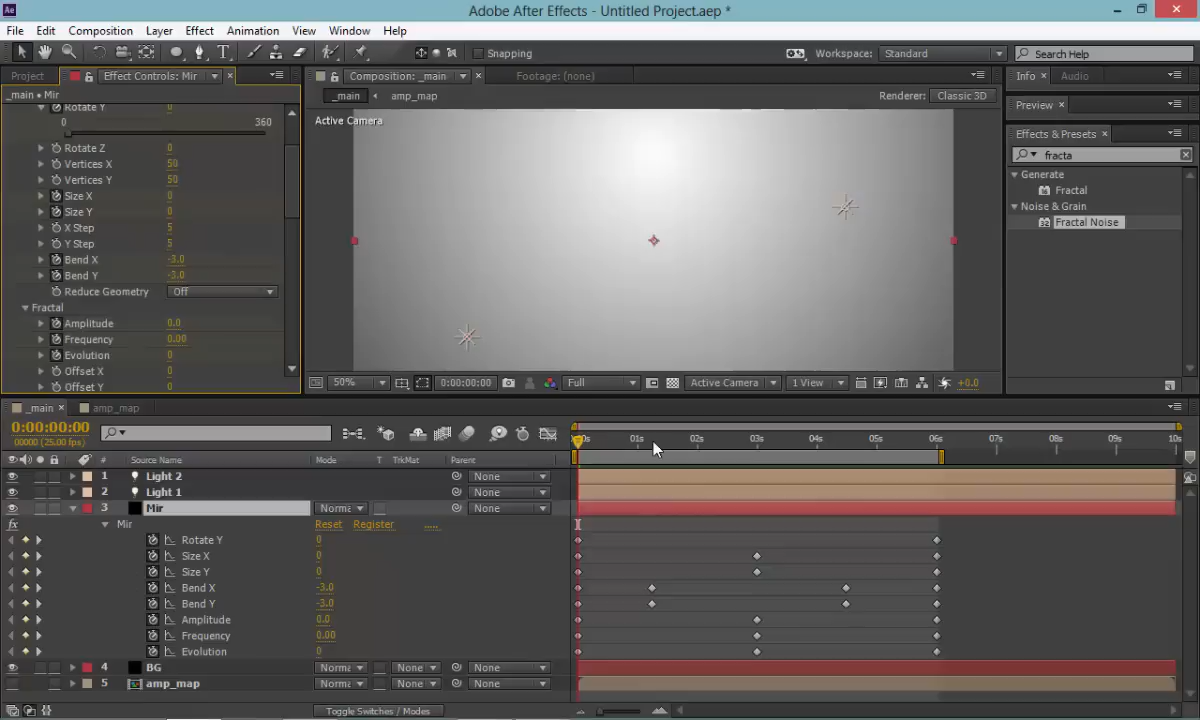 Ae
Adobe After Effects - Untitled Project.aep *
File Edit Composition Layer Effect Animation View Window Help
Snapping
Workspace: Standard
Search Help
Project
Effect Controls: Mir
Composition: _main
Footage: (none)
Info
Audio
_main • Mir
_main
amp_map
Renderer: Classic 3D
Preview
Active Camera
Effects & Presets
fracta
Generate
Fractal
Noise & Grain
Fractal Noise
Rotate Y 0
0 360
Rotate Z 0
Vertices X 50
Vertices Y 50
Size X 0
Size Y 0
X Step 5
Y Step 5
Bend X -3.0
Bend Y -3.0
Reduce Geometry Off
Fractal
Amplitude 0.0
Frequency 0.00
Evolution 0
Offset X 0
Offset Y 0
50% 0:00:00:00 Full Active Camera 1 View +0.0
_main
amp_map
0:00:00:00
00000 (25.00 fps)
01s 02s 03s 04s 05s 06s 07s 08s 09s 10s
# Source Name Mode T TrkMat Parent
1 Light 2 None
2 Light 1 None
3 Mir Norma None
fx Mir Reset Register .....
Rotate Y 0
Size X 0
Size Y 0
Bend X -3.0
Bend Y -3.0
Amplitude 0.0
Frequency 0.00
Evolution 0
4 BG Norma None None
5 amp_map Norma None None
Toggle Switches / Modes